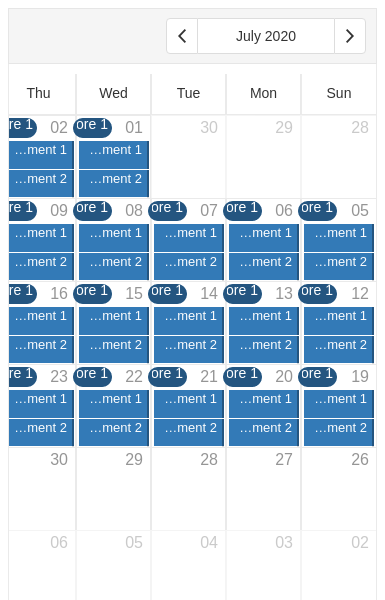 July 2020
Thu Wed Tue Mon Sun
re 1 02 ore 1 01 30 29 28
...ment 1 ...ment 1
...ment 2 ...ment 2
re 1 09 ore 1 08 ore 1 07 ore 1 06 ore 1 05
...ment 1 ...ment 1 ...ment 1 ...ment 1 ...ment 1
...ment 2 ...ment 2 ...ment 2 ...ment 2 ...ment 2
re 1 16 ore 1 15 ore 1 14 ore 1 13 ore 1 12
...ment 1 ...ment 1 ...ment 1 ...ment 1 ...ment 1
...ment 2 ...ment 2 ...ment 2 ...ment 2 ...ment 2
re 1 23 ore 1 22 ore 1 21 ore 1 20 ore 1 19
...ment 1 ...ment 1 ...ment 1 ...ment 1 ...ment 1
...ment 2 ...ment 2 ...ment 2 ...ment 2 ...ment 2
30 29 28 27 26
06 05 04 03 02